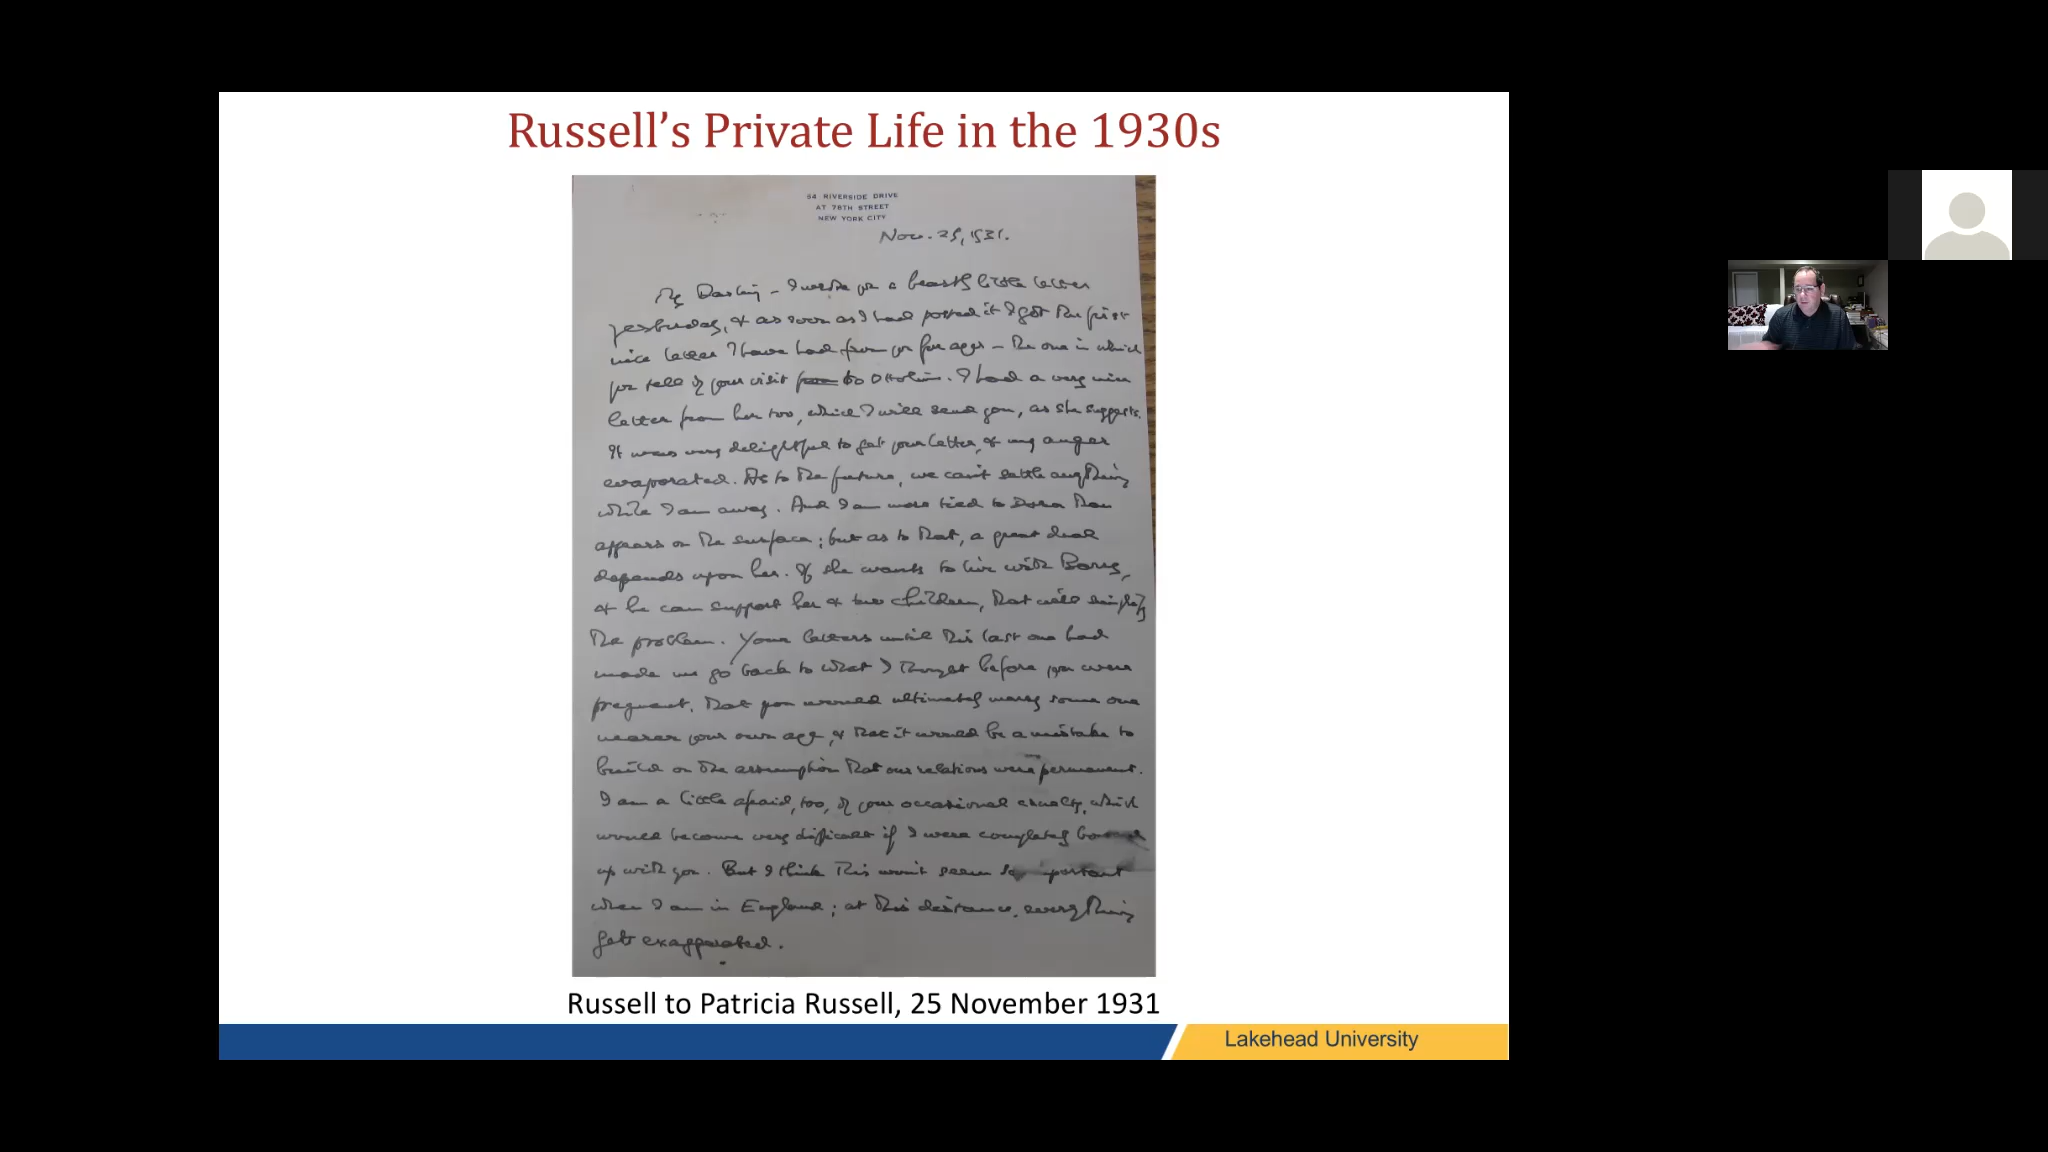 Russell’s Private Life in the 1930s
54 RIVERSIDE DRIVE
AT 78TH STREET
NEW YORK CITY
Nov. 25, 1931.
My Darling – I wrote you a beastly little letter
yesterday, & as soon as I had posted it I got the first
nice letter I have had from you for ages – the one in which
you tell of your visit to Ottoline. I had a very nice
letter from her too, which I will send you, as she suggests.
It was very delightful to get your letter, & my anger
evaporated. As to the future, we can't settle anything
while I am away. And I am more tied to Dora than
appears on the surface; but as to that, a great deal
depends upon her. If she wants to live with Barry,
& he can support her & two children, that will simplify
the problem. Your letters until this last one had
made me go back to what I thought before you were
pregnant, that you would ultimately marry some one
nearer your own age, & that it would be a mistake to
build on the assumption that our relations were permanent.
I am a little afraid, too, of your occasional cruelty, which
would become very difficult if I were completely bound
up with you. But I think this won't seem so important
when I am in England; at this distance, everything
gets exaggerated.
Russell to Patricia Russell, 25 November 1931
Lakehead University